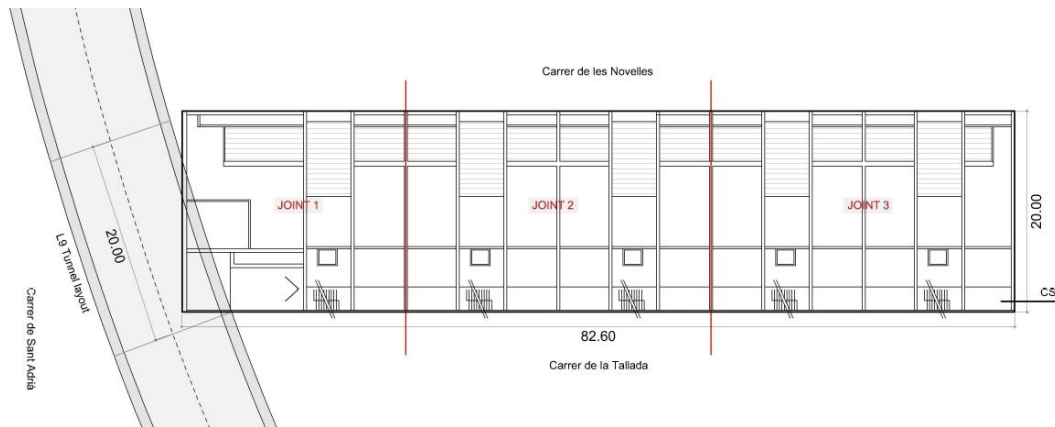 Carrer de les Novelles
JOINT 1
JOINT 2
JOINT 3
20.00
20.00
L9 Tunnel layout
Carrer de Sant Adrià
CS
82.60
Carrer de la Tallada